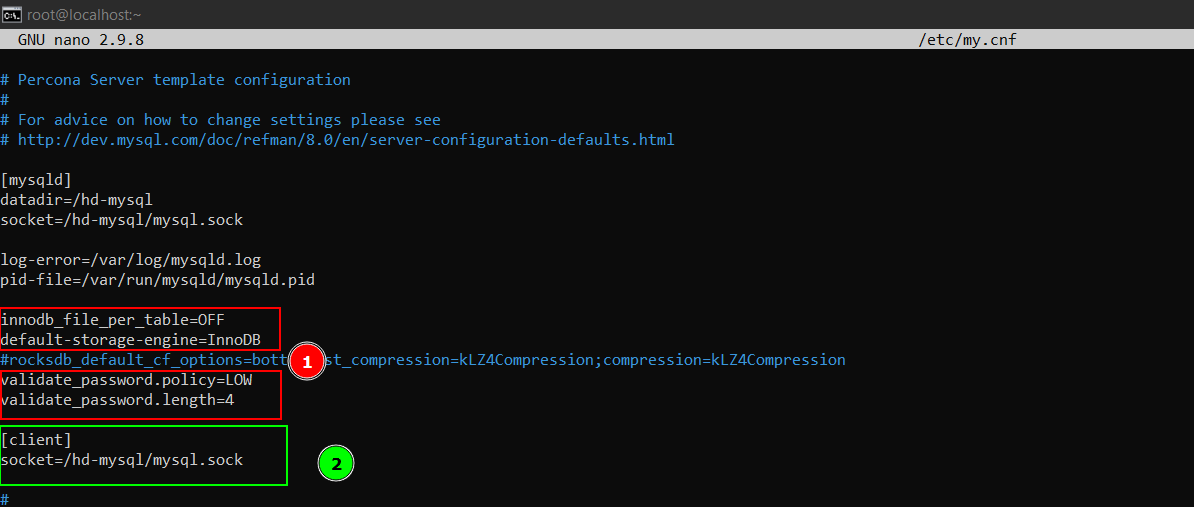 root@localhost:~
GNU nano 2.9.8 /etc/my.cnf
# Percona Server template configuration
#
# For advice on how to change settings please see
# http://dev.mysql.com/doc/refman/8.0/en/server-configuration-defaults.html
[mysqld]
datadir=/hd-mysql
socket=/hd-mysql/mysql.sock
log-error=/var/log/mysqld.log
pid-file=/var/run/mysqld/mysqld.pid
innodb_file_per_table=OFF
default-storage-engine=InnoDB
#rocksdb_default_cf_options=bott 1 st_compression=kLZ4Compression;compression=kLZ4Compression
validate_password.policy=LOW
validate_password.length=4
[client]
socket=/hd-mysql/mysql.sock
2
#